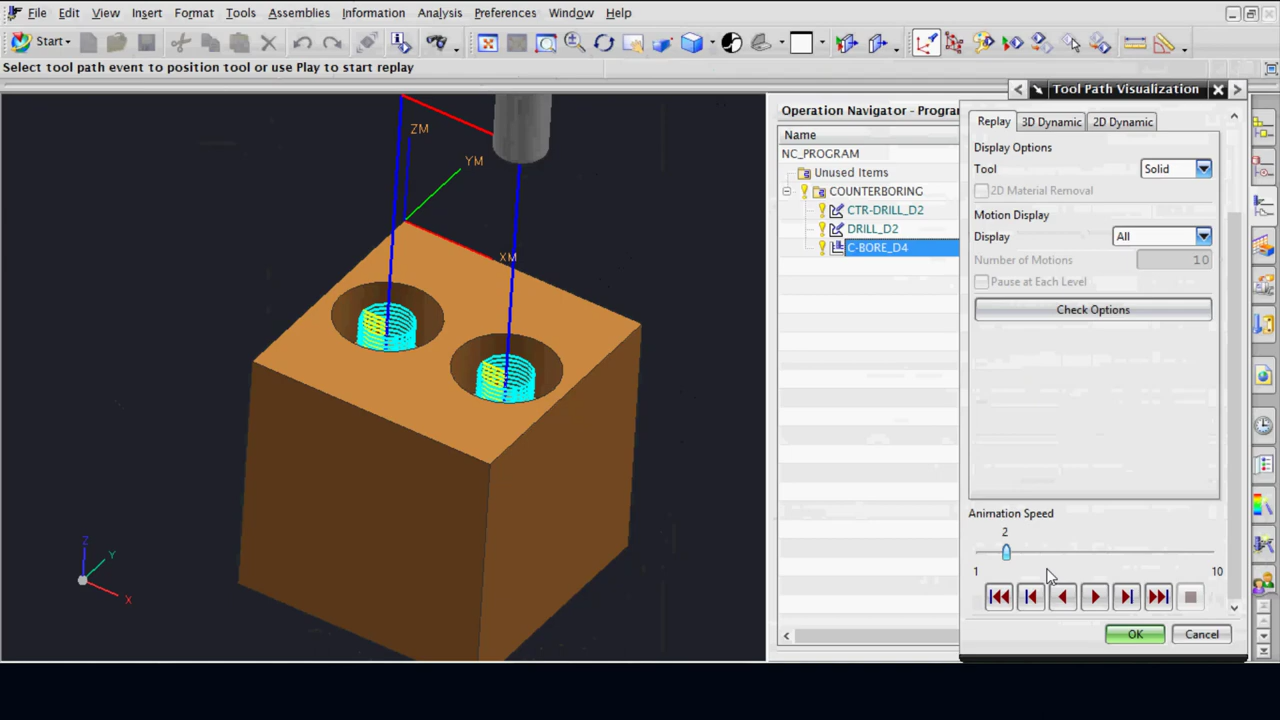 File Edit View Insert Format Tools Assemblies Information Analysis Preferences Window Help
Start
Select tool path event to position tool or use Play to start replay
Tool Path Visualization
Operation Navigator - Progra
Name
NC_PROGRAM
Unused Items
COUNTERBORING
CTR-DRILL_D2
DRILL_D2
C-BORE_D4
ZM
YM
XM
Z
Y
X
Replay 3D Dynamic 2D Dynamic
Display Options
Tool Solid
2D Material Removal
Motion Display
Display All
Number of Motions 1.0
Pause at Each Level
Check Options
Animation Speed
2
1 10
OK Cancel